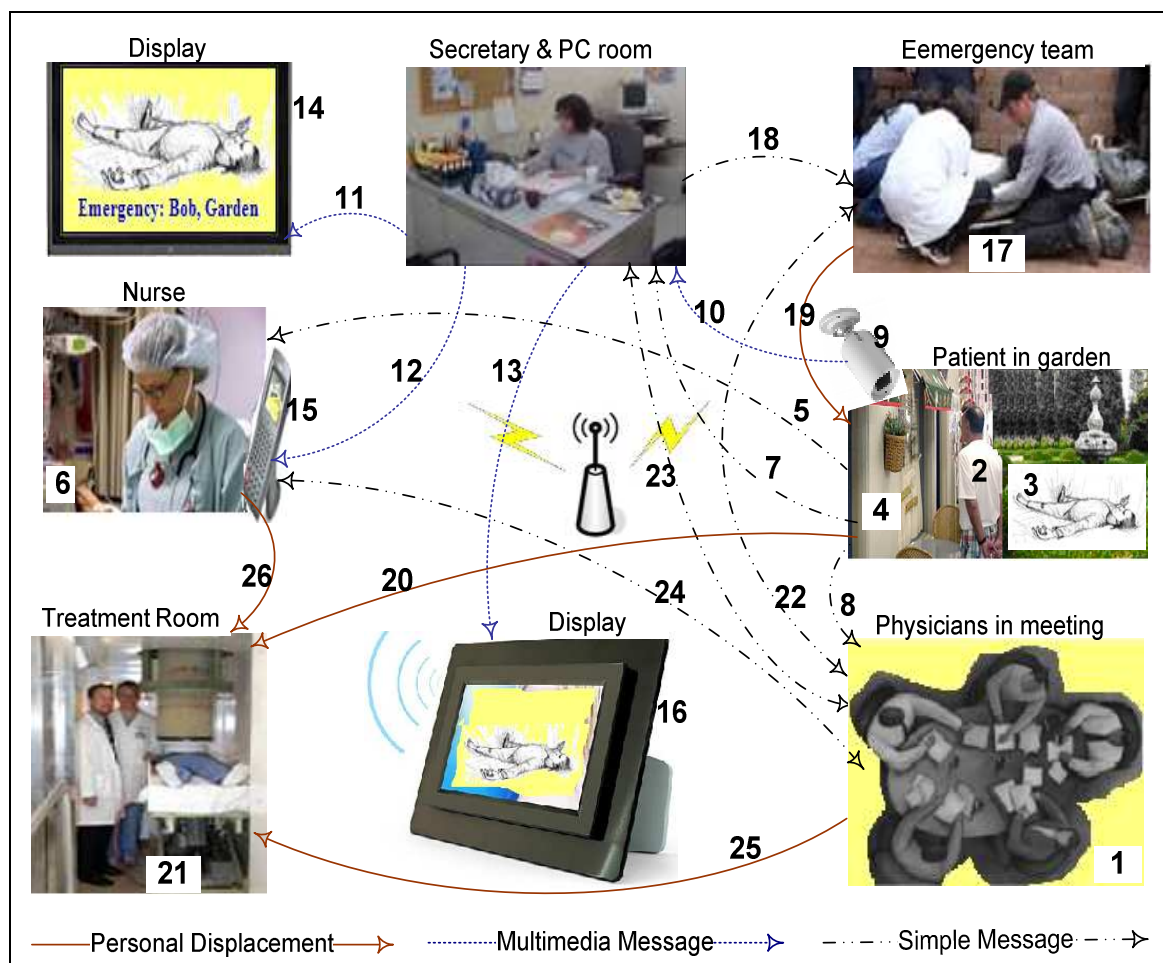 Display
Secretary & PC room
Eemergency team
14
Emergency: Bob, Garden
11
18
17
Nurse
10
19
9
Patient in garden
12
13
15
5
6
23
7
2
3
4
26
20
24
22
8
Treatment Room
Display
Physicians in meeting
16
21
25
1
Personal Displacement
Multimedia Message
Simple Message